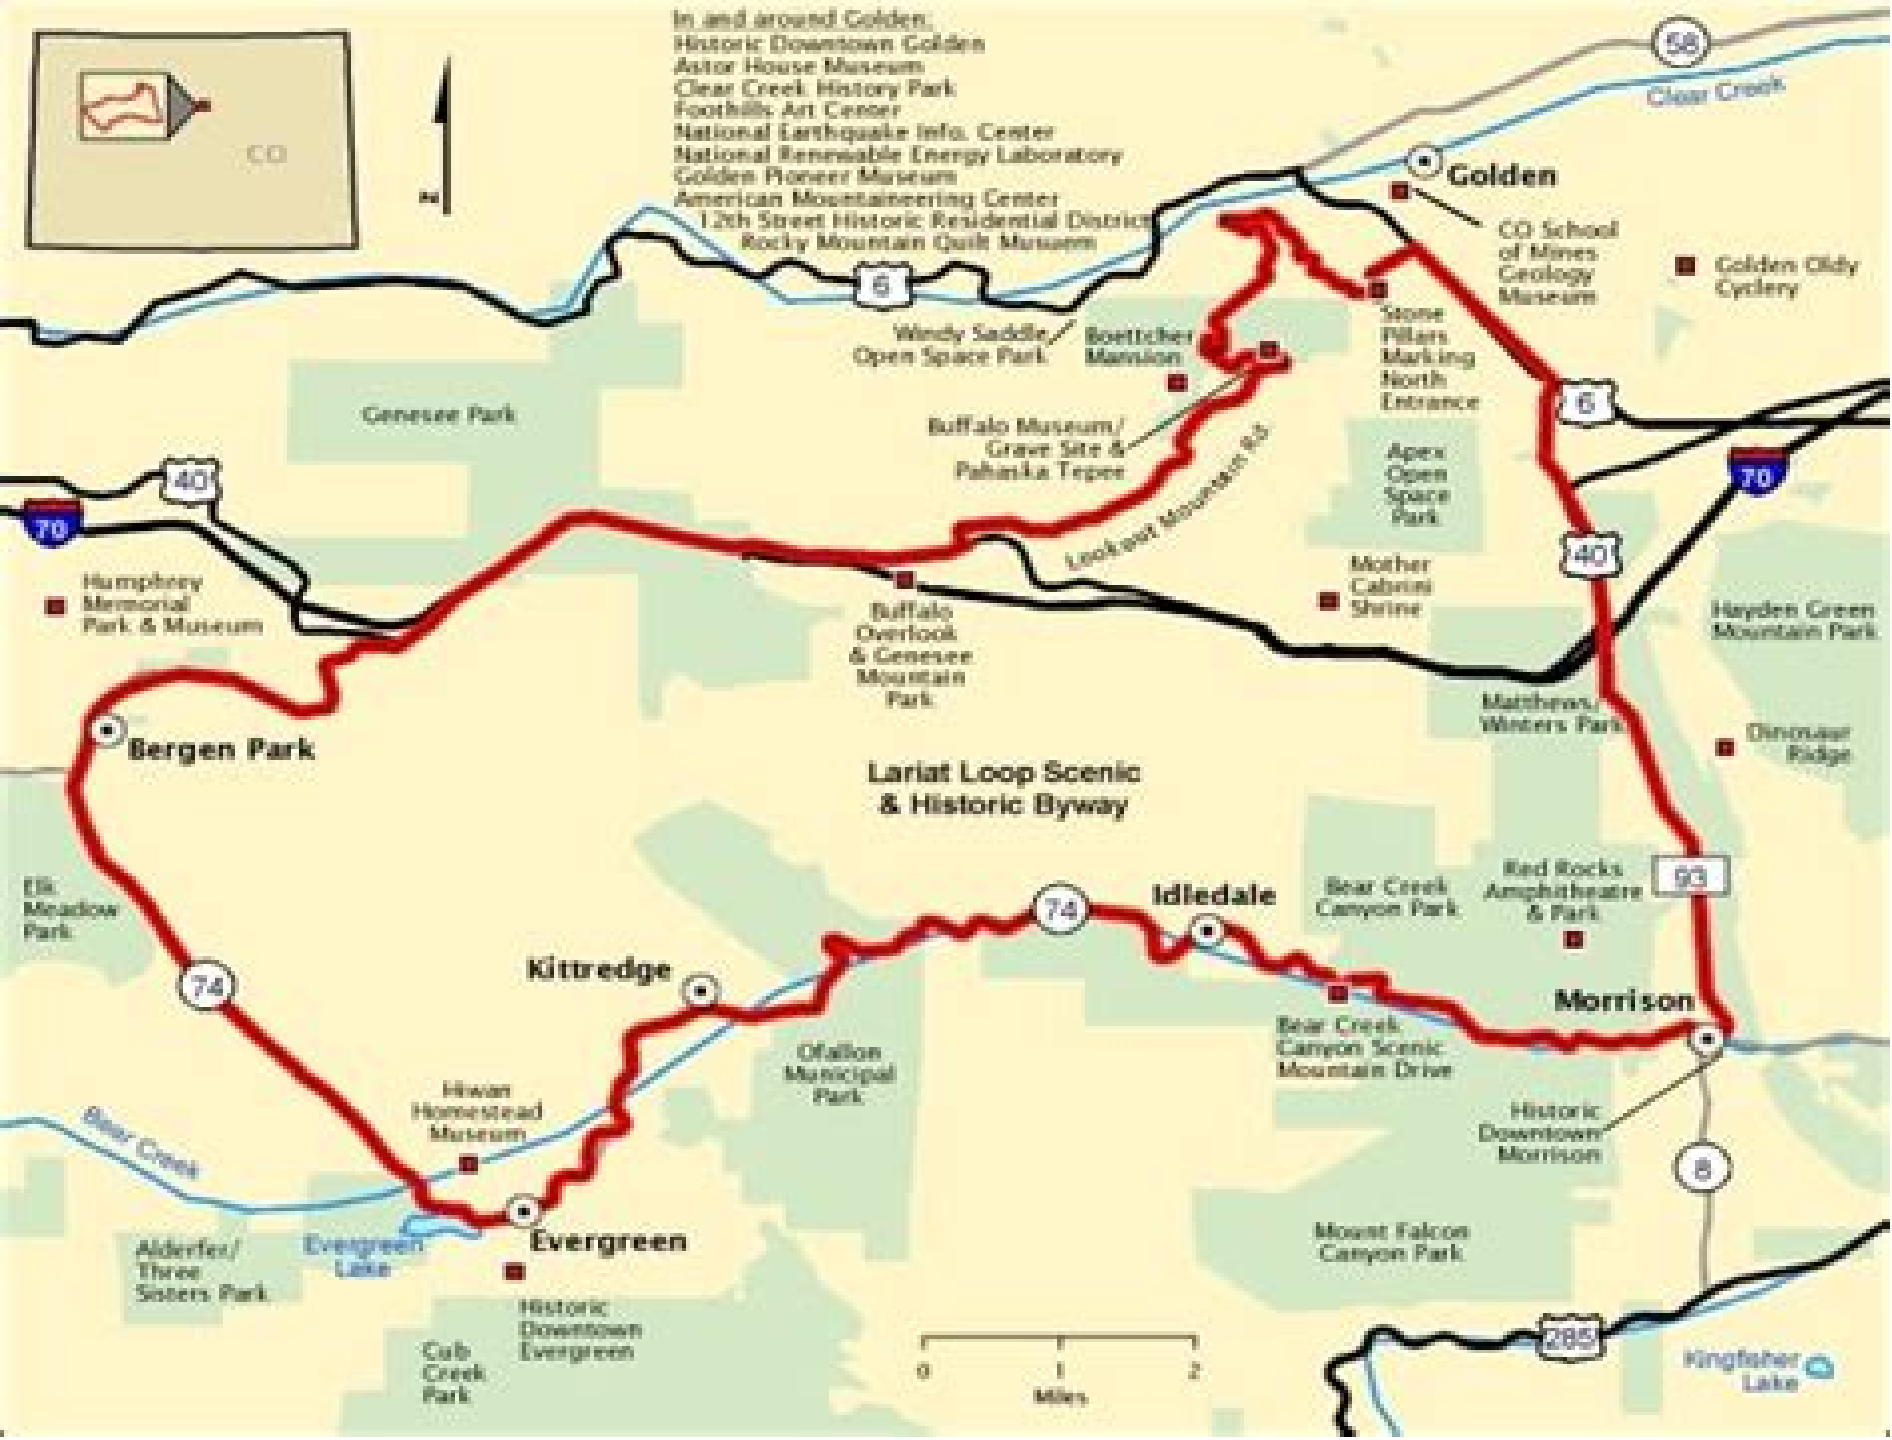 In and around Golden:
Historic Downtown Golden
Astor House Museum
Clear Creek History Park
Foothills Art Center
National Earthquake Info. Center
National Renewable Energy Laboratory
Golden Pioneer Museum
American Mountaineering Center
12th Street Historic Residential District
Rocky Mountain Quilt Musuem
CO
N
58
Clear Creek
Golden
CO School
of Mines
Geology
Museum
Golden Oldy
Cyclery
6
Windy Saddle
Open Space Park
Boettcher
Mansion
Stone
Pillars
Marking
North
Entrance
Genesee Park
6
Buffalo Museum/
Grave Site &
Pahaska Tepee
Lookout Mountain Rd.
Apex
Open
Space
Park
70
40
70
40
Humphrey
Memorial
Park & Museum
Buffalo
Overlook
& Genesee
Mountain
Park
Mother
Cabrini
Shrine
Hayden Green
Mountain Park
Matthews/
Winters Park
Dinosaur
Ridge
Bergen Park
Lariat Loop Scenic
& Historic Byway
Elk
Meadow
Park
74
Kittredge
74
Idledale
Bear Creek
Canyon Park
Red Rocks
Amphitheatre
& Park
93
Morrison
Bear Creek
Canyon Scenic
Mountain Drive
Ofallon
Municipal
Park
Hiwan
Homestead
Museum
Bear Creek
Historic
Downtown
Morrison
8
Evergreen
Lake
Evergreen
Alderfer/
Three
Sisters Park
Mount Falcon
Canyon Park
Historic
Downtown
Evergreen
Cub
Creek
Park
0 1 2
Miles
285
Kingfisher
Lake